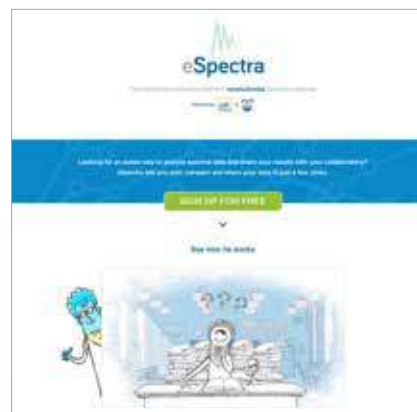 eSpectra
Looking for an easier way to analyze spectral data and share your results with your collaborators?
eSpectra lets you plot, compare and share your data in just a few clicks.
SIGN UP FOR FREE
See how its works
? ? ?